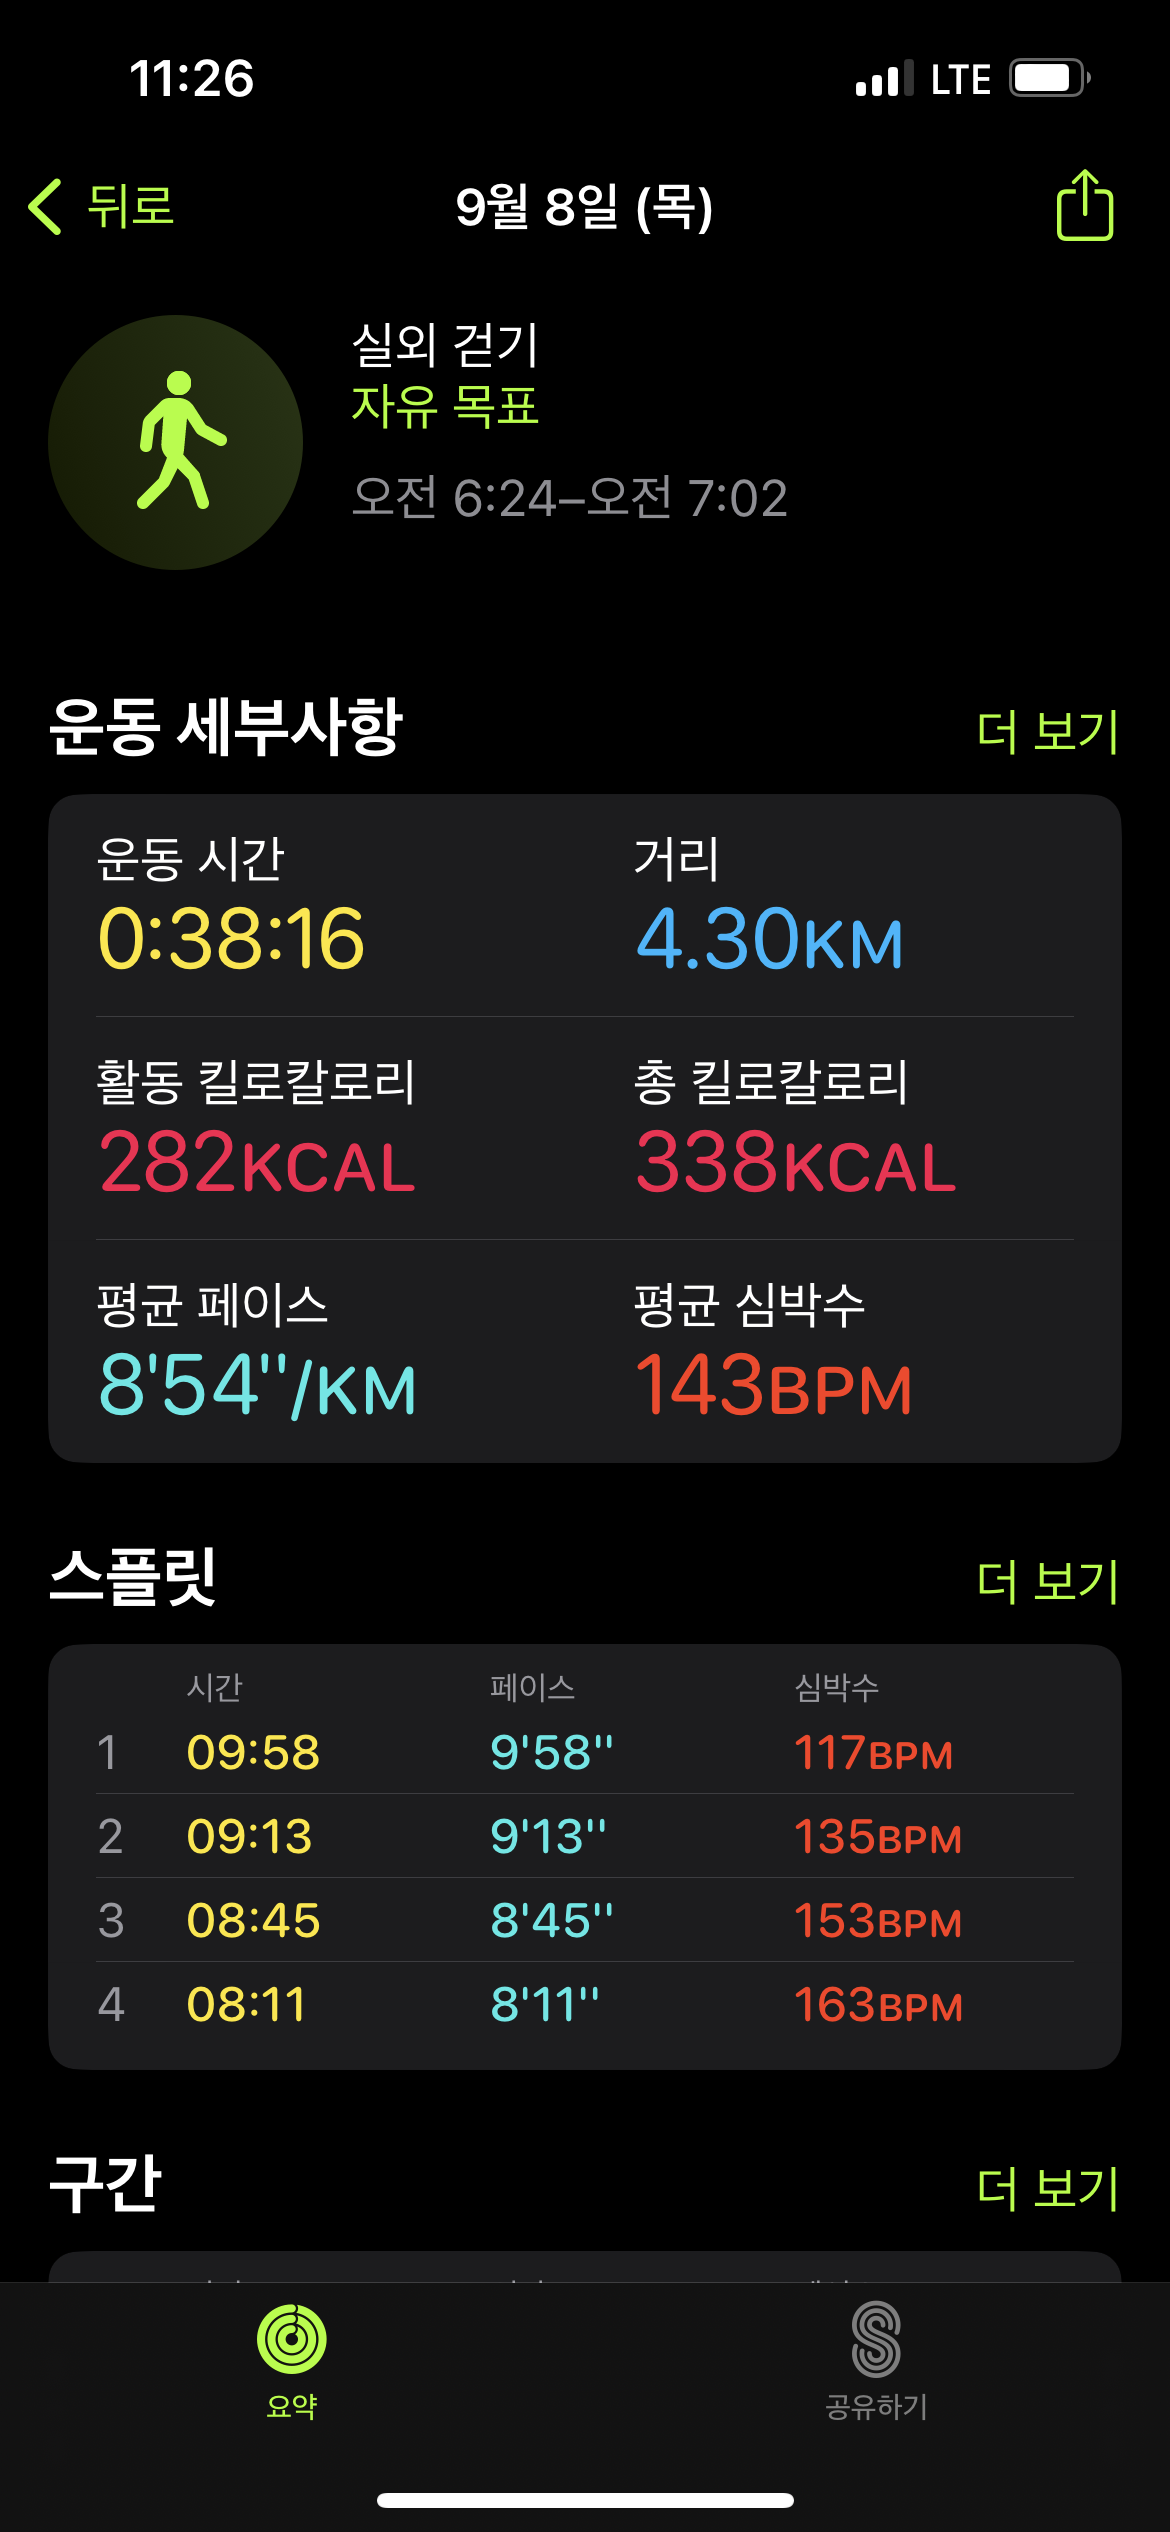 11:26 LTE
뒤로 9월 8일 (목)
실외 걷기
자유 목표
오전 6:24–오전 7:02
운동 세부사항 더 보기
운동 시간 거리
0:38:16 4.30KM
활동 킬로칼로리 총 킬로칼로리
282KCAL 338KCAL
평균 페이스 평균 심박수
8'54"/KM 143BPM
스플릿 더 보기
시간 페이스 심박수
1 09:58 9'58'' 117BPM
2 09:13 9'13'' 135BPM
3 08:45 8'45'' 153BPM
4 08:11 8'11'' 163BPM
구간 더 보기
요약 공유하기